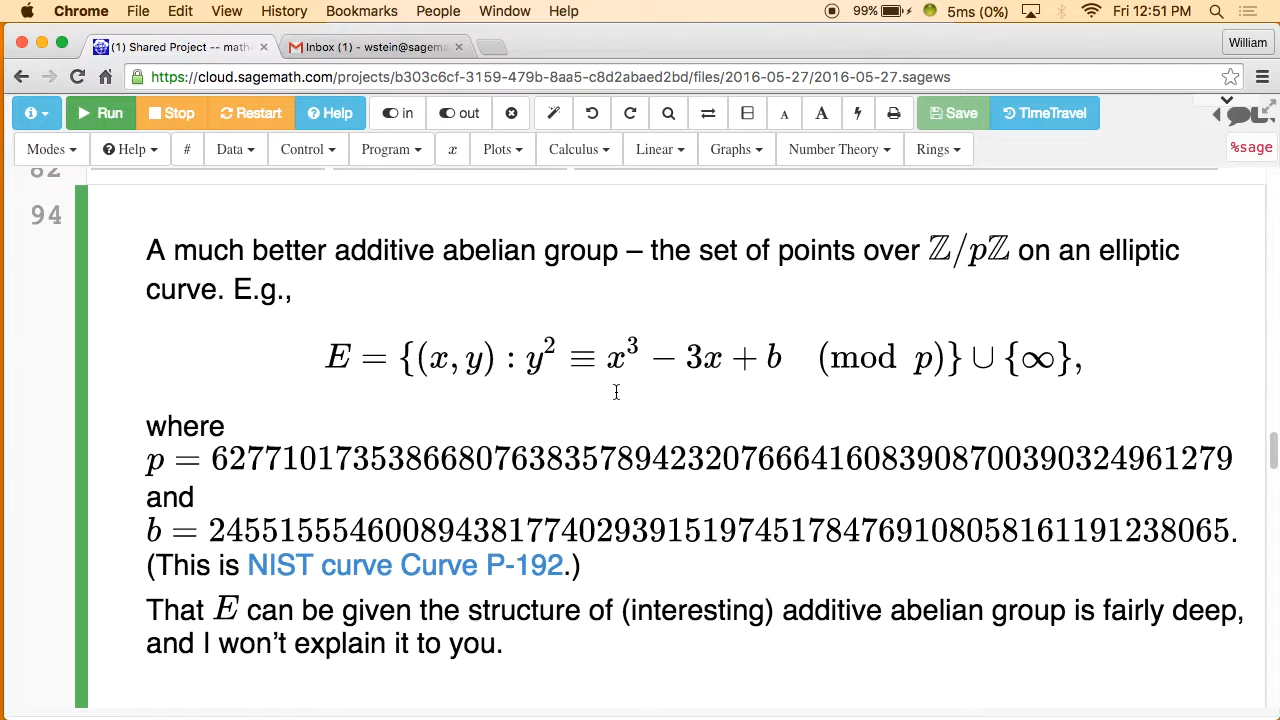 Chrome File Edit View History Bookmarks People Window Help 99% 5ms (0%) Fri 12:51 PM
(1) Shared Project -- math Inbox (1) - wstein@sagema William
https://cloud.sagemath.com/projects/b303c6cf-3159-479b-8aa5-c8d2abaed2bd/files/2016-05-27/2016-05-27.sagews
Run Stop Restart Help in out A A Save TimeTravel
Modes Help # Data Control Program x Plots Calculus Linear Graphs Number Theory Rings %sage
82
94
A much better additive abelian group – the set of points over ℤ/pℤ on an elliptic
curve. E.g.,
E = {(x, y) : y² ≡ x³ − 3x + b (mod p)} ∪ {∞},
where
p = 6277101735386680763835789423207666416083908700390324961279
and
b = 2455155546008943817740293915197451784769108058161191238065.
(This is NIST curve Curve P-192.)
That E can be given the structure of (interesting) additive abelian group is fairly deep,
and I won't explain it to you.